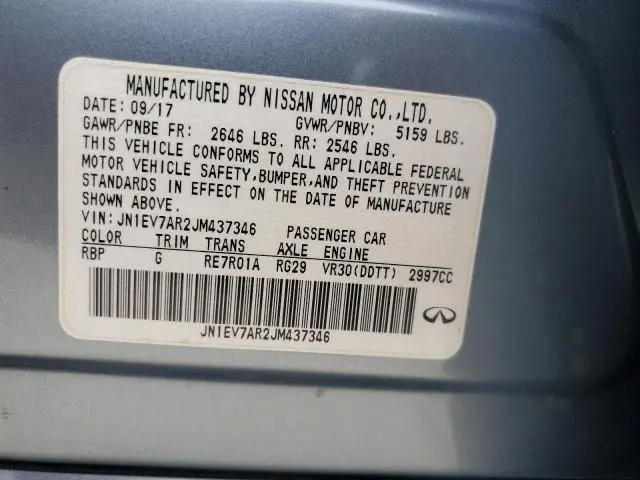 MANUFACTURED BY NISSAN MOTOR CO.,LTD.
DATE: 09/17 GVWR/PNBV: 5159 LBS.
GAWR/PNBE FR: 2646 LBS. RR: 2546 LBS.
THIS VEHICLE CONFORMS TO ALL APPLICABLE FEDERAL
MOTOR VEHICLE SAFETY,BUMPER,AND THEFT PREVENTION
STANDARDS IN EFFECT ON THE DATE OF MANUFACTURE
SHOWN ABOVE.
VIN:JN1EV7AR2JM437346 PASSENGER CAR
COLOR TRIM TRANS AXLE ENGINE
RBP G RE7R01A RG29 VR30(DDTT) 2997CC
JN1EV7AR2JM437346